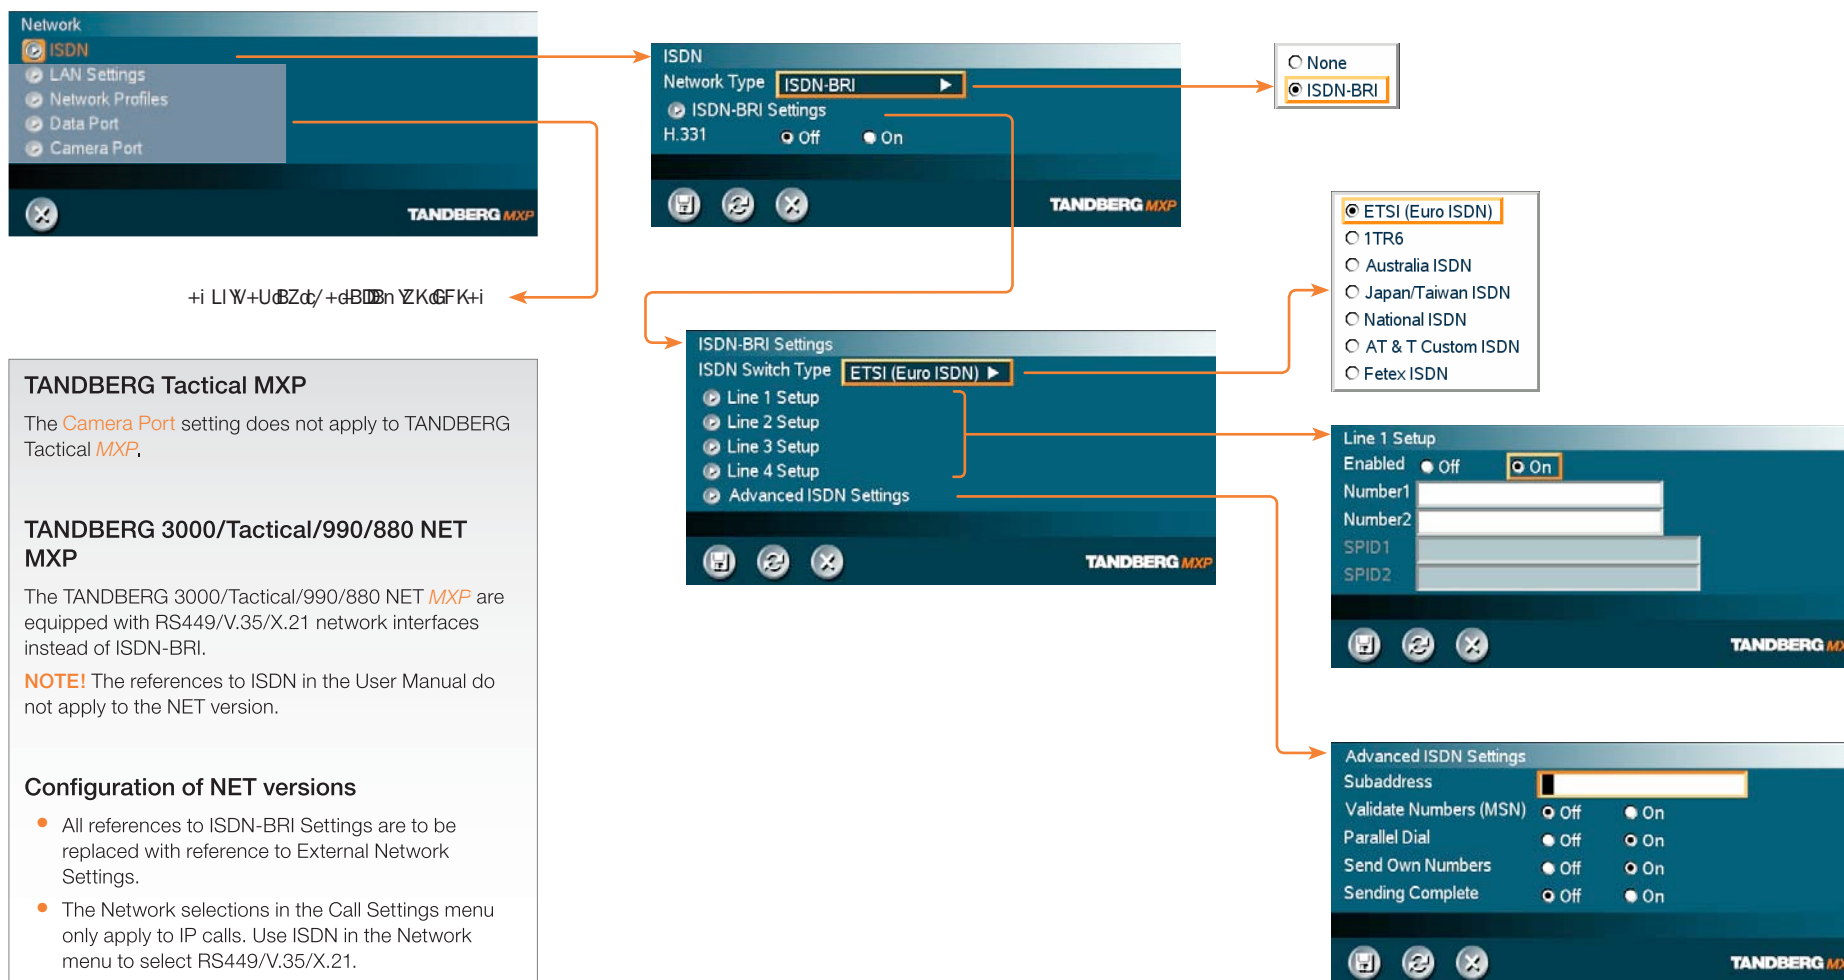 Network
ISDN
LAN Settings
Network Profiles
Data Port
Camera Port
TANDBERG MXP
ISDN
Network Type ISDN-BRI
ISDN-BRI Settings
H.331 Off On
TANDBERG MXP
None
ISDN-BRI
ETSI (Euro ISDN)
1TR6
Australia ISDN
Japan/Taiwan ISDN
National ISDN
AT & T Custom ISDN
Fetex ISDN
ISDN-BRI Settings
ISDN Switch Type ETSI (Euro ISDN)
Line 1 Setup
Line 2 Setup
Line 3 Setup
Line 4 Setup
Advanced ISDN Settings
TANDBERG MXP
Line 1 Setup
Enabled Off On
Number1
Number2
SPID1
SPID2
TANDBERG
Advanced ISDN Settings
Subaddress
Validate Numbers (MSN) Off On
Parallel Dial Off On
Send Own Numbers Off On
Sending Complete Off On
TANDBERG
TANDBERG Tactical MXP
The Camera Port setting does not apply to TANDBERG
Tactical MXP.
TANDBERG 3000/Tactical/990/880 NET
MXP
The TANDBERG 3000/Tactical/990/880 NET MXP are
equipped with RS449/V.35/X.21 network interfaces
instead of ISDN-BRI.
NOTE! The references to ISDN in the User Manual do
not apply to the NET version.
Configuration of NET versions
• All references to ISDN-BRI Settings are to be
replaced with reference to External Network
Settings.
• The Network selections in the Call Settings menu
only apply to IP calls. Use ISDN in the Network
menu to select RS449/V.35/X.21.